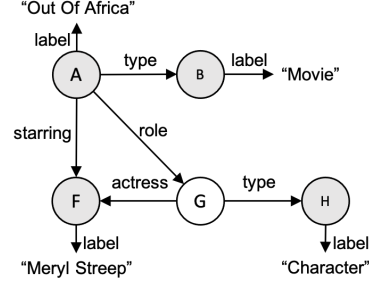 “Out Of Africa”
label
A
type
B
label
“Movie”
starring
role
F
actress
G
type
H
label
label
“Meryl Streep”
“Character”